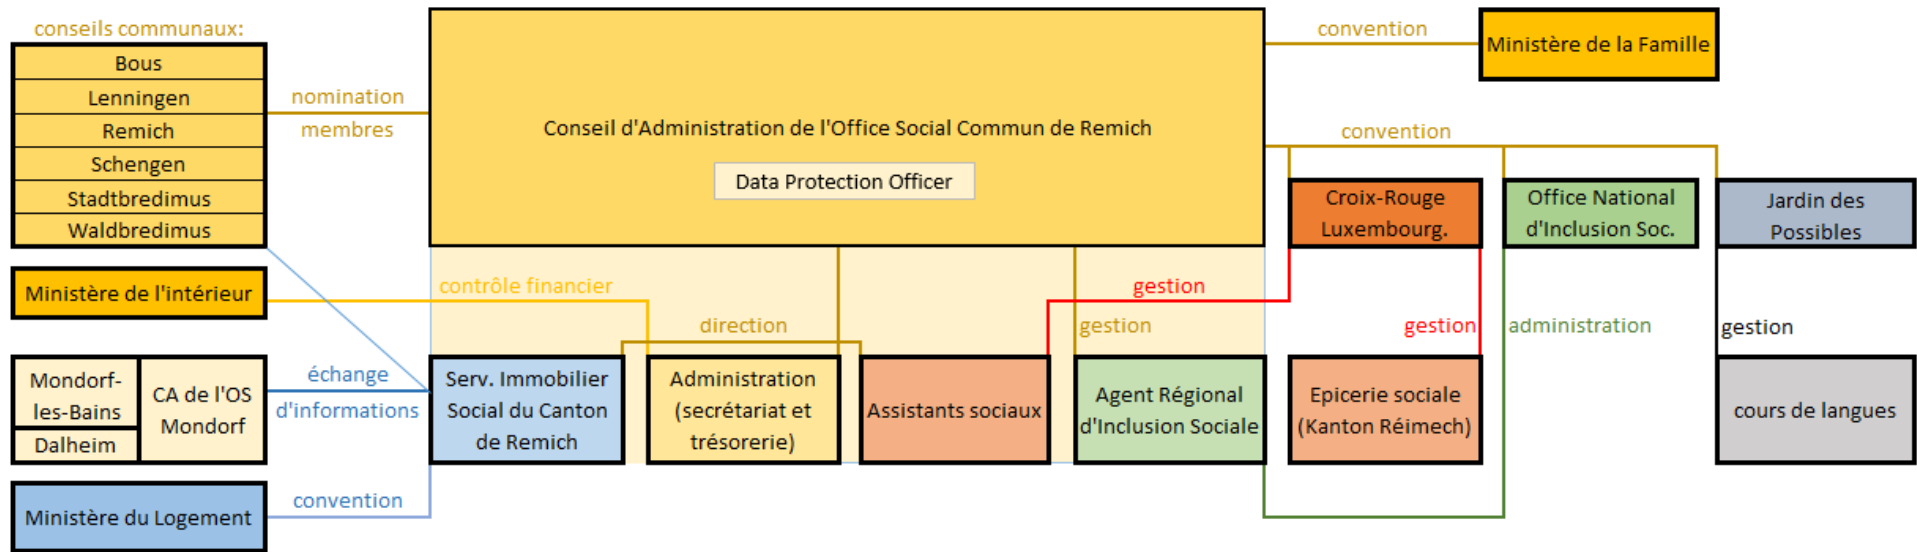 conseils communaux:
Bous
Lenningen
Remich
Schengen
Stadtbredimus
Waldbredimus
nomination
membres
Conseil d'Administration de l'Office Social Commun de Remich
Data Protection Officer
convention
Ministère de la Famille
convention
Croix-Rouge
Luxembourg.
Office National
d'Inclusion Soc.
Jardin des
Possibles
Ministère de l'intérieur
contrôle financier
gestion
direction
gestion
gestion
administration
gestion
Mondorf-
les-Bains
Dalheim
CA de l'OS
Mondorf
échange
d'informations
Serv. Immobilier
Social du Canton
de Remich
Administration
(secrétariat et
trésorerie)
Assistants sociaux
Agent Régional
d'Inclusion Sociale
Epicerie sociale
(Kanton Réimech)
cours de langues
Ministère du Logement
convention